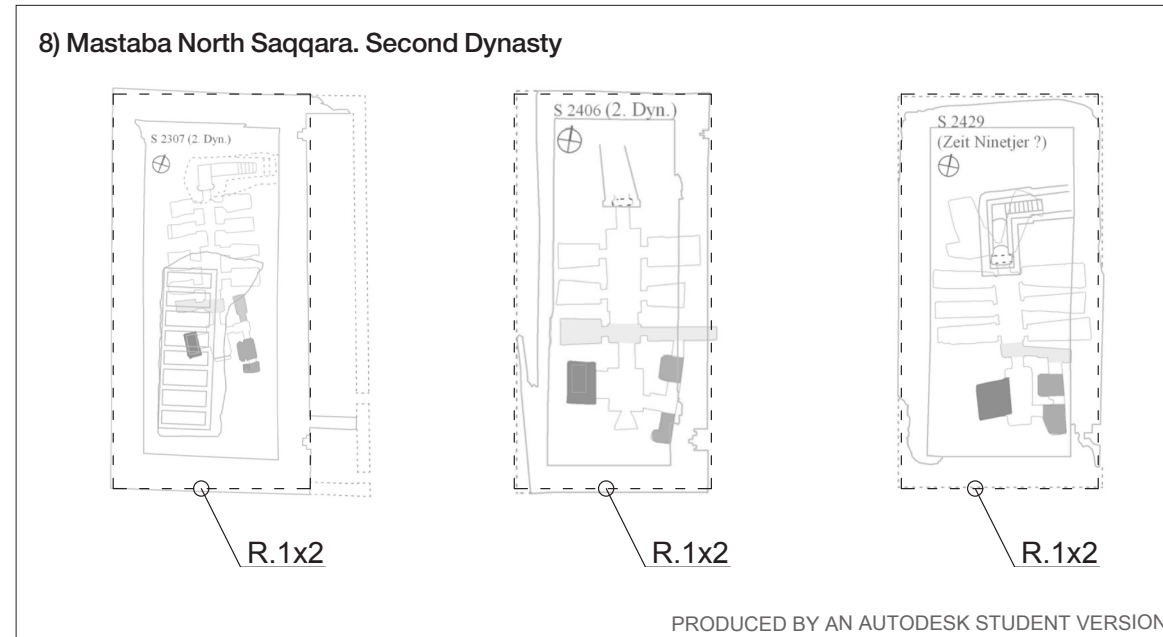 8) Mastaba North Saqqara. Second Dynasty
S 2307 (2. Dyn.)
S 2406 (2. Dyn.)
S 2429
(Zeit Ninetjer ?)
R.1x2
R.1x2
R.1x2
PRODUCED BY AN AUTODESK STUDENT VERSION